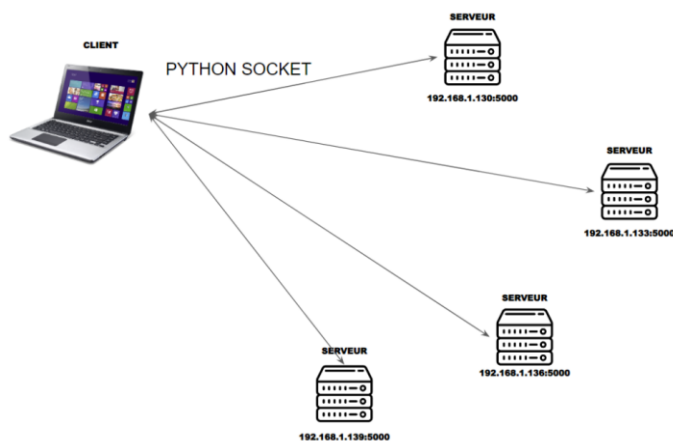 SERVEUR
CLIENT
PYTHON SOCKET
192.168.1.130:5000
SERVEUR
192.168.1.133:5000
SERVEUR
192.168.1.136:5000
SERVEUR
192.168.1.139:5000